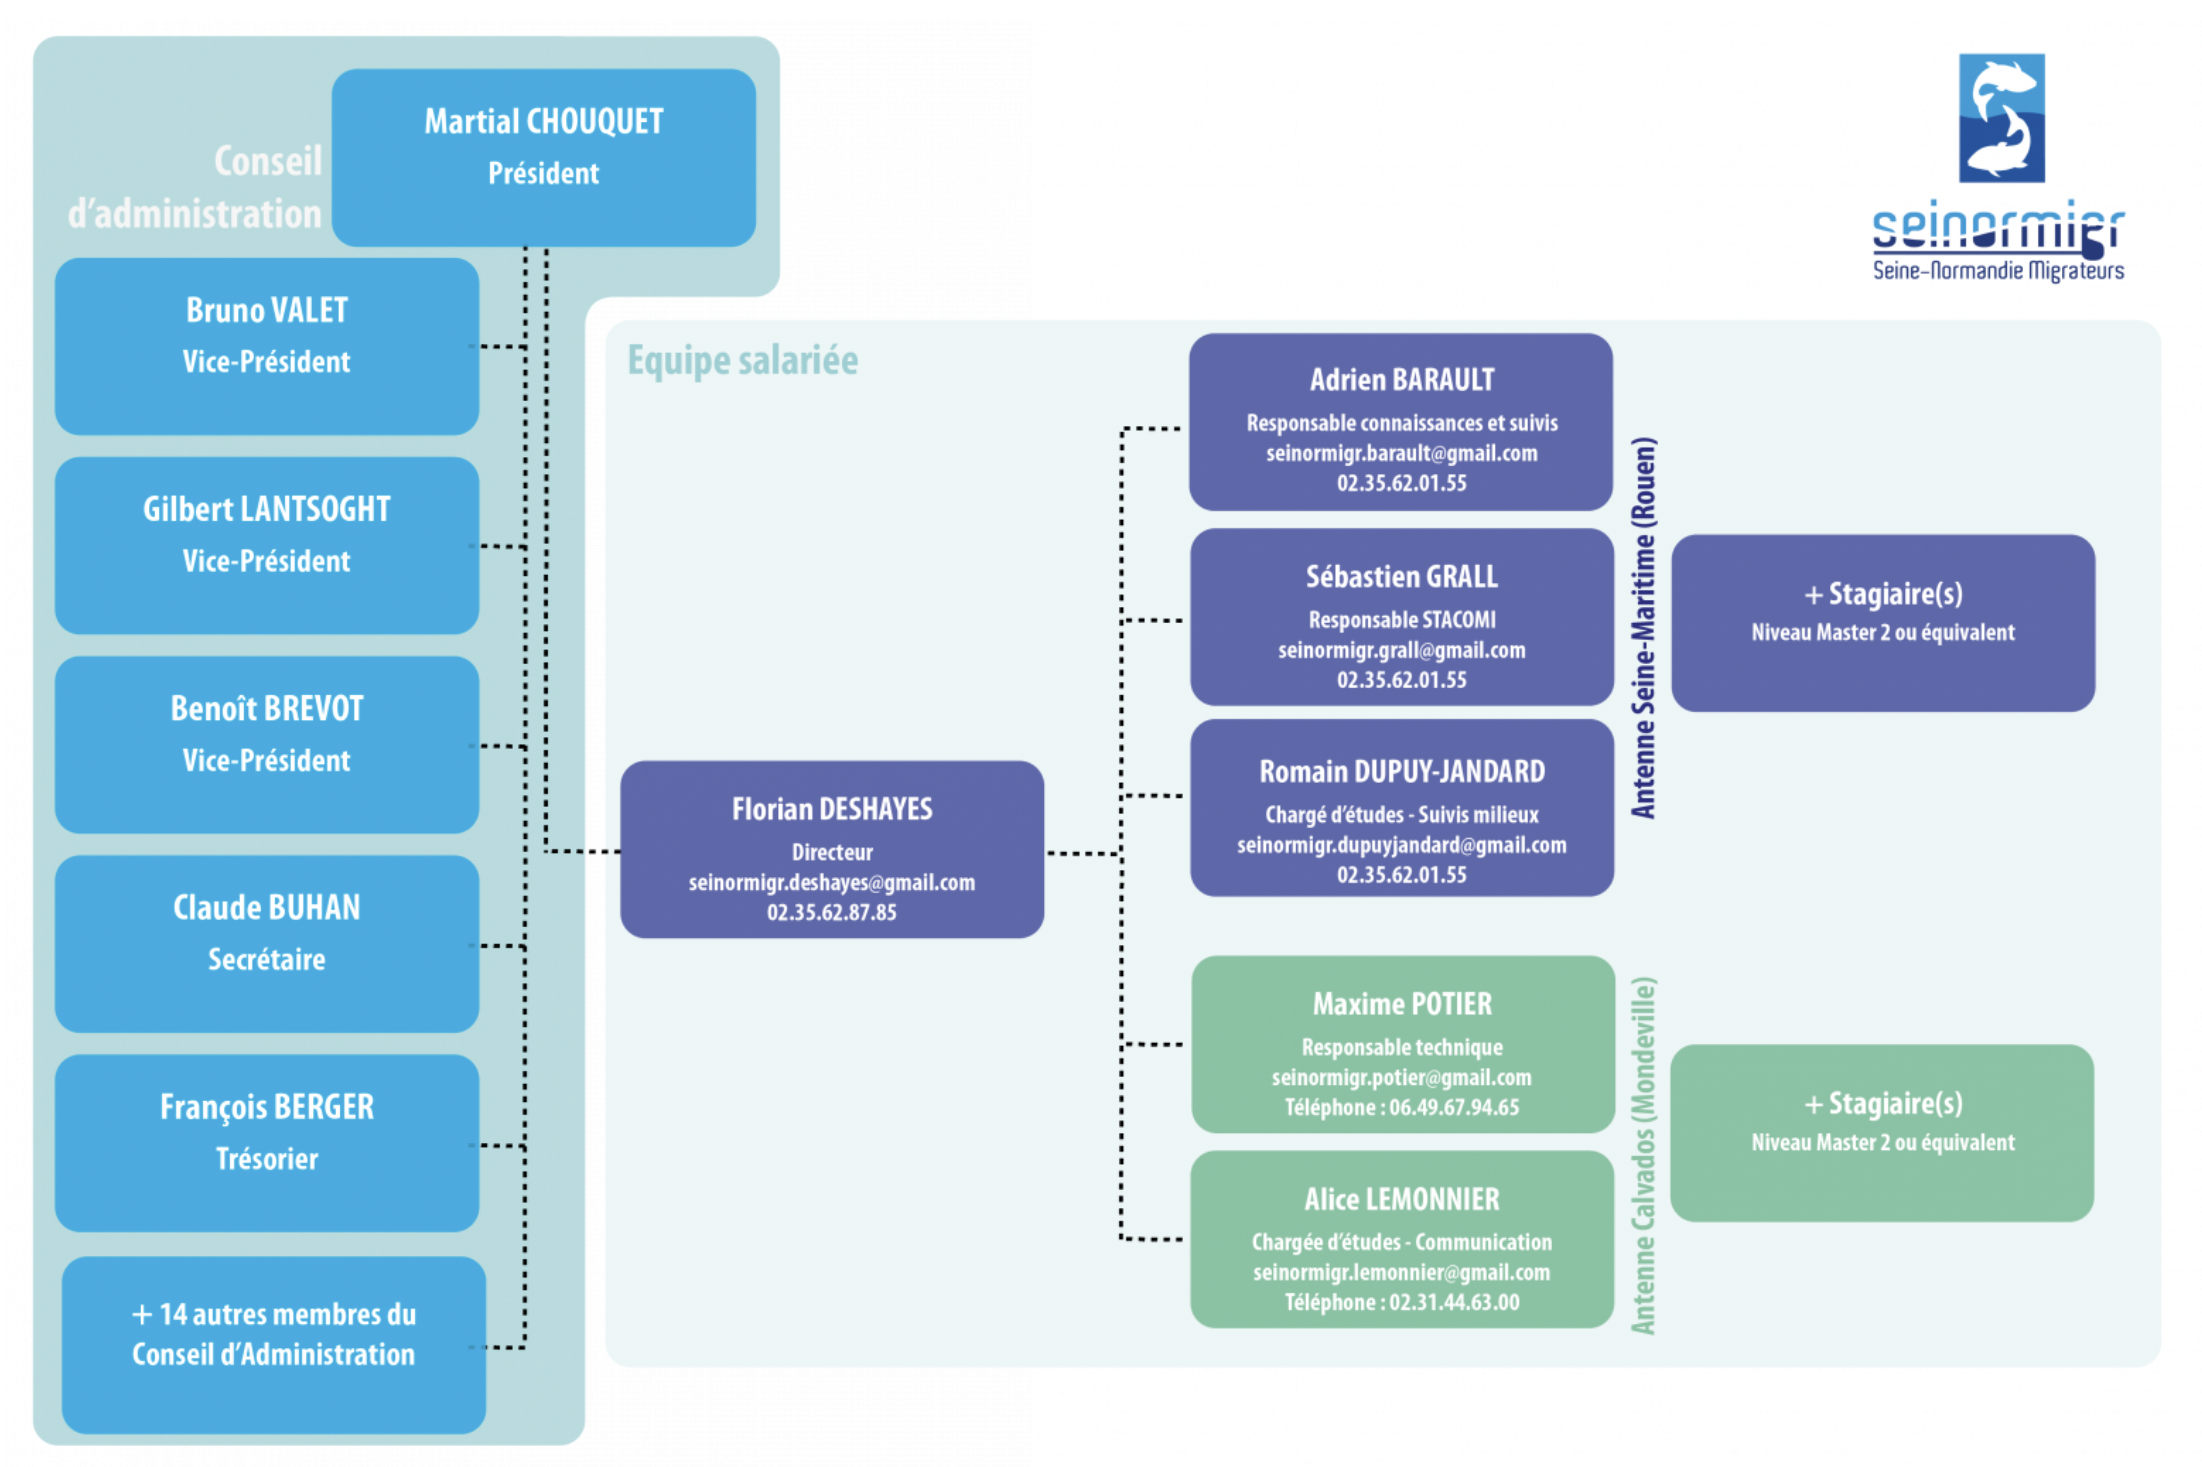 Conseil
d'administration
Martial CHOUQUET
Président
Bruno VALET
Vice-Président
Gilbert LANTSOGHT
Vice-Président
Benoît BREVOT
Vice-Président
Claude BUHAN
Secrétaire
François BERGER
Trésorier
+ 14 autres membres du
Conseil d'Administration
seinormigr
Seine-Normandie Migrateurs
Equipe salariée
Florian DESHAYES
Directeur
seinormigr.deshayes@gmail.com
02.35.62.87.85
Adrien BARAULT
Responsable connaissances et suivis
seinormigr.barault@gmail.com
02.35.62.01.55
Sébastien GRALL
Responsable STACOMI
seinormigr.grall@gmail.com
02.35.62.01.55
Romain DUPUY-JANDARD
Chargé d'études - Suivis milieux
seinormigr.dupuyjandard@gmail.com
02.35.62.01.55
Antenne Seine-Maritime (Rouen)
+ Stagiaire(s)
Niveau Master 2 ou équivalent
Maxime POTIER
Responsable technique
seinormigr.potier@gmail.com
Téléphone : 06.49.67.94.65
Alice LEMONNIER
Chargée d'études - Communication
seinormigr.lemonnier@gmail.com
Téléphone : 02.31.44.63.00
Antenne Calvados (Mondeville)
+ Stagiaire(s)
Niveau Master 2 ou équivalent